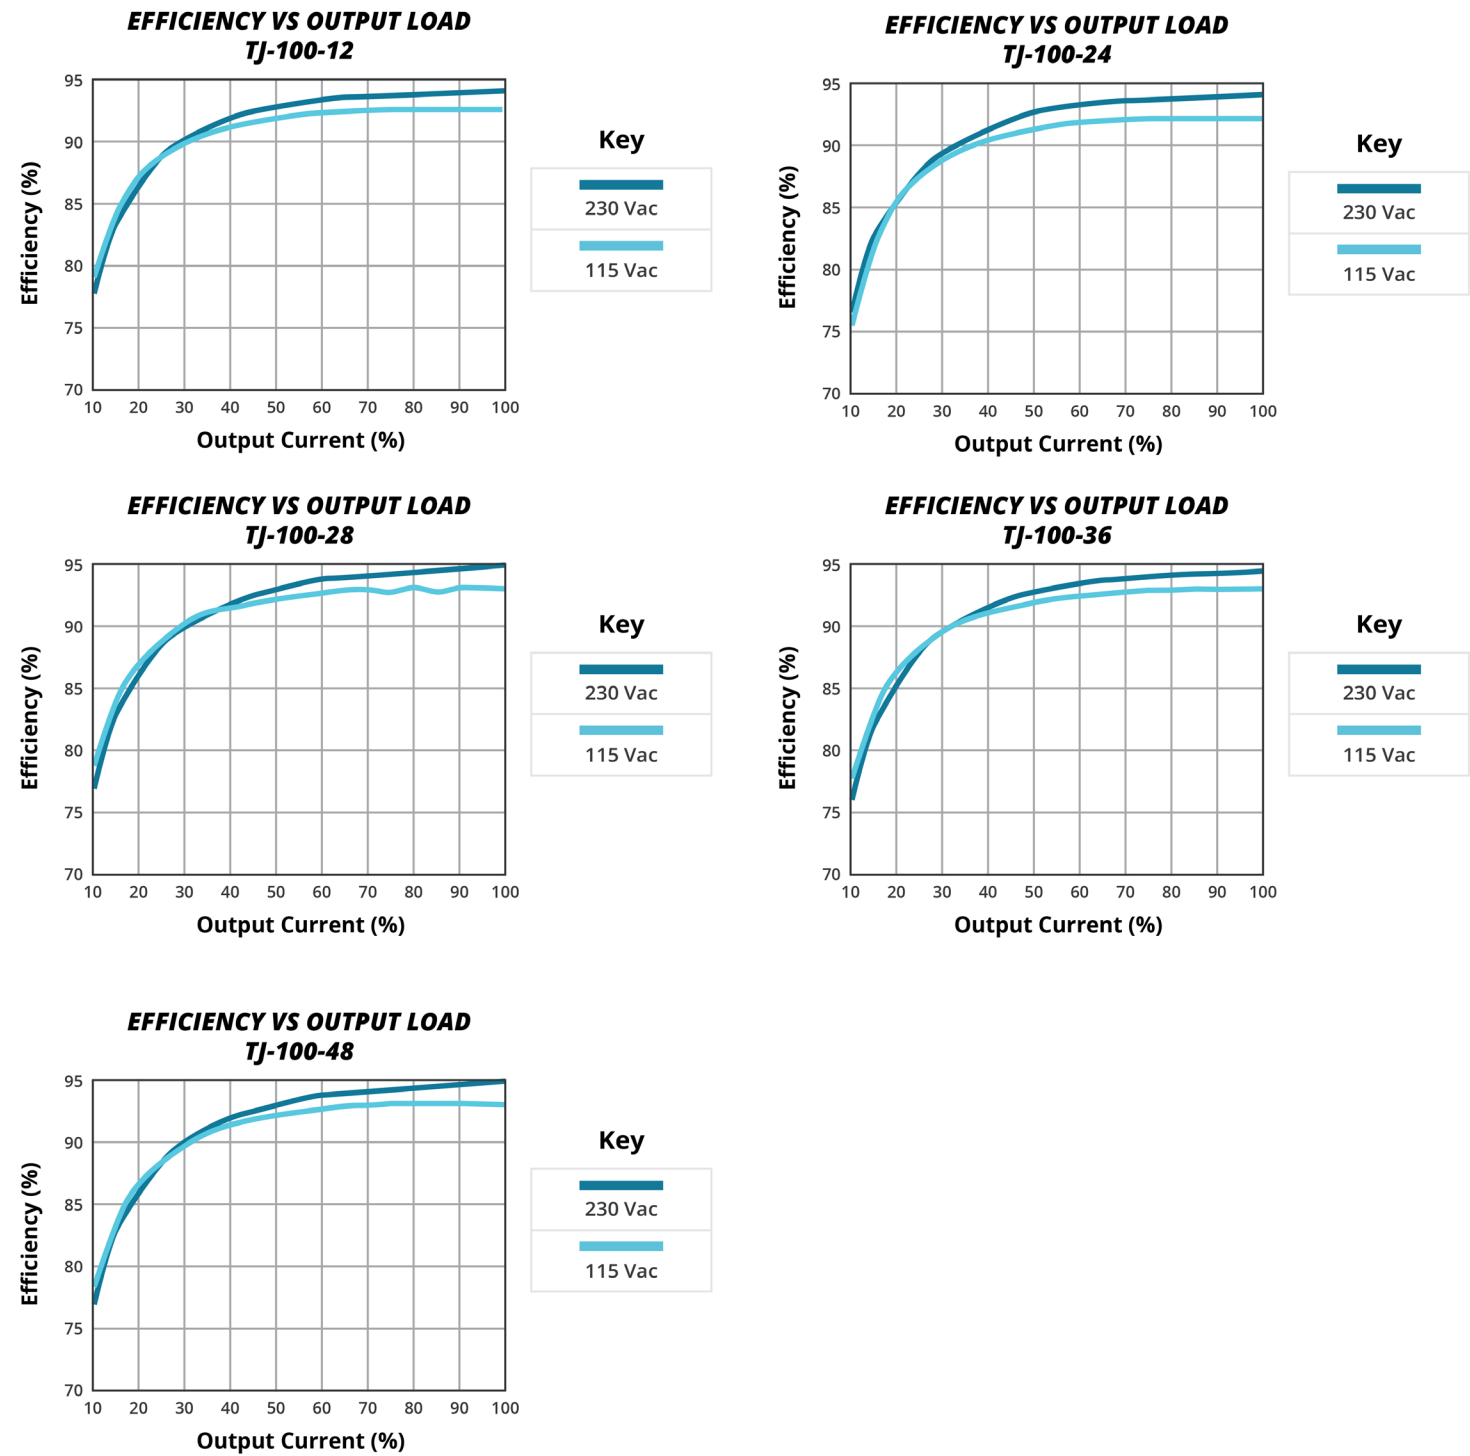 EFFICIENCY VS OUTPUT LOAD
TJ-100-12
95
90
85
80
75
70
Efficiency (%)
10 20 30 40 50 60 70 80 90 100
Output Current (%)
Key
230 Vac
115 Vac
EFFICIENCY VS OUTPUT LOAD
TJ-100-24
95
90
85
80
75
70
Efficiency (%)
10 20 30 40 50 60 70 80 90 100
Output Current (%)
Key
230 Vac
115 Vac
EFFICIENCY VS OUTPUT LOAD
TJ-100-28
95
90
85
80
75
70
Efficiency (%)
10 20 30 40 50 60 70 80 90 100
Output Current (%)
Key
230 Vac
115 Vac
EFFICIENCY VS OUTPUT LOAD
TJ-100-36
95
90
85
80
75
70
Efficiency (%)
10 20 30 40 50 60 70 80 90 100
Output Current (%)
Key
230 Vac
115 Vac
EFFICIENCY VS OUTPUT LOAD
TJ-100-48
95
90
85
80
75
70
Efficiency (%)
10 20 30 40 50 60 70 80 90 100
Output Current (%)
Key
230 Vac
115 Vac